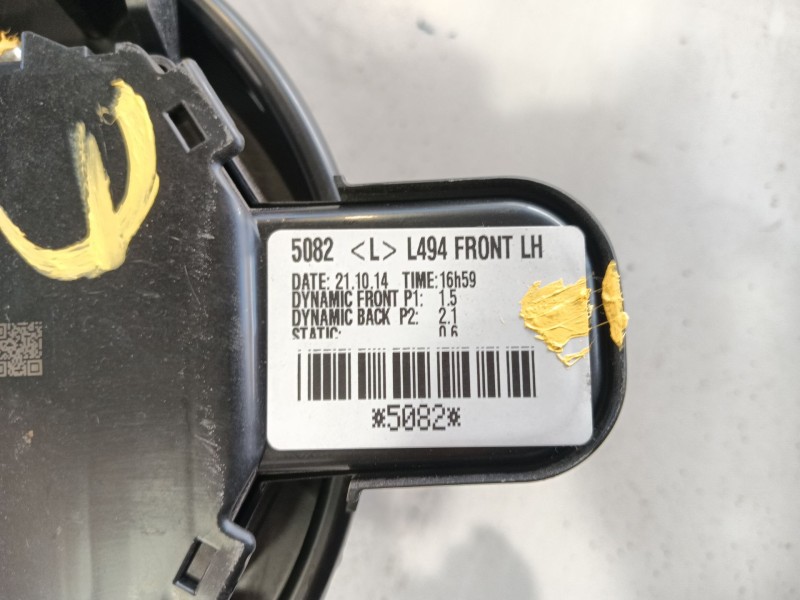 5082 <L> L494 FRONT LH
DATE: 21.10.14 TIME:16h59
DYNAMIC FRONT P1: 1.5
DYNAMIC BACK P2: 2.1
STATIC: 0.6
*5082*